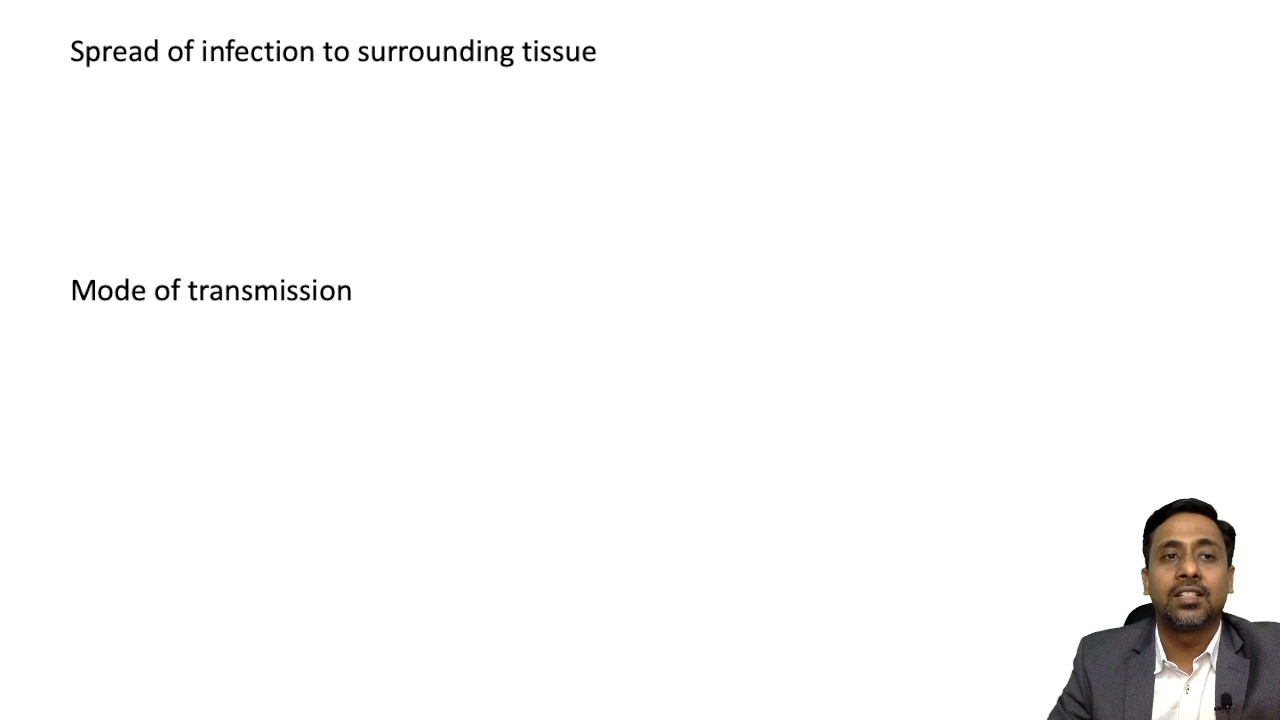 Spread of infection to surrounding tissue
Mode of transmission